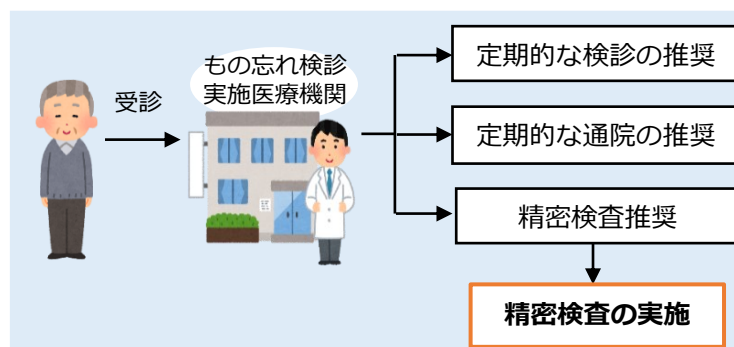 もの忘れ検診
実施医療機関
受診
定期的な検診の推奨
定期的な通院の推奨
精密検査推奨
精密検査の実施